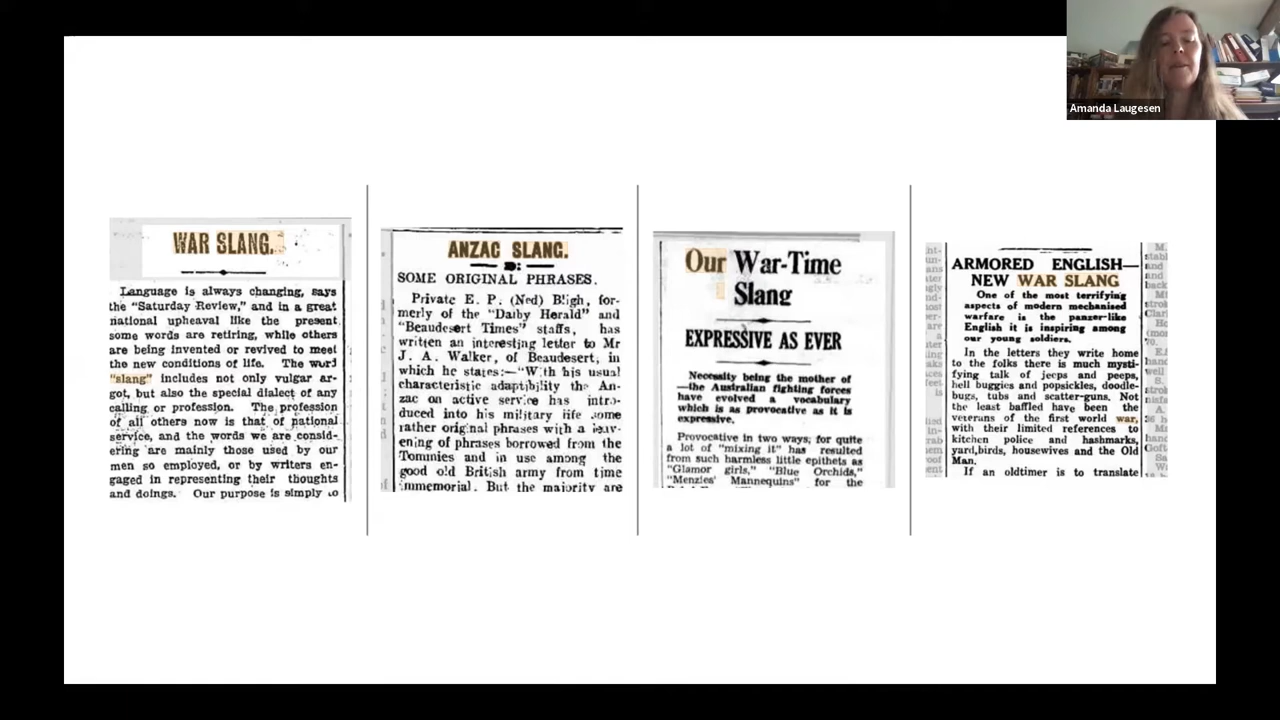 Amanda Laugesen
WAR SLANG.
Language is always changing, says
the "Saturday Review," and in a great
national upheaval like the present
some words are retiring, while others
are being invented or revived to meet
the new conditions of life. The word
"slang" includes not only vulgar ar-
got, but also the special dialect of any
calling or profession. The profession
of all others now is that of national
service, and the words we are consid-
ering are mainly those used by our
men so employed, or by writers en-
gaged in representing their thoughts
and doings. Our purpose is simply to
ANZAC SLANG.
SOME ORIGINAL PHRASES.
Private E. P. (Ned) Bligh, for-
merly of the "Dalby Herald" and
"Beaudesert Times" staffs, has
written an interesting letter to Mr
J. A. Walker, of Beaudesert, in
which he states:—"With his usual
characteristic adaptibility the An-
zac on active service has intro-
duced into his military life some
rather original phrases with a leav-
ening of phrases borrowed from the
Tommies and in use among the
good old British army from time
immemorial. But the majority are
Our War-Time
Slang
EXPRESSIVE AS EVER
Necessity being the mother of
—the Australian fighting forces
have evolved a vocabulary
which is as provocative as it is
expressive.
Provocative in two ways, for quite
a lot of "mixing it" has resulted
from such harmless little epithets as
"Glamor girls," "Blue Orchids,"
"Menzies' Mannequins" for the
ARMORED ENGLISH—
NEW WAR SLANG
One of the most terrifying
aspects of modern mechanised
warfare is the panzer-like
English it is inspiring among
our young soldiers.
In the letters they write home
to the folks there is much mysti-
fying talk of jeeps and peeps,
hell buggies and popsickles, doodle-
bugs, tubs and scatter-guns. Not
the least baffled have been the
veterans of the first world war,
with their limited references to
kitchen police and hashmarks,
yard,birds, housewives and the Old
Man.
If an oldtimer is to translate